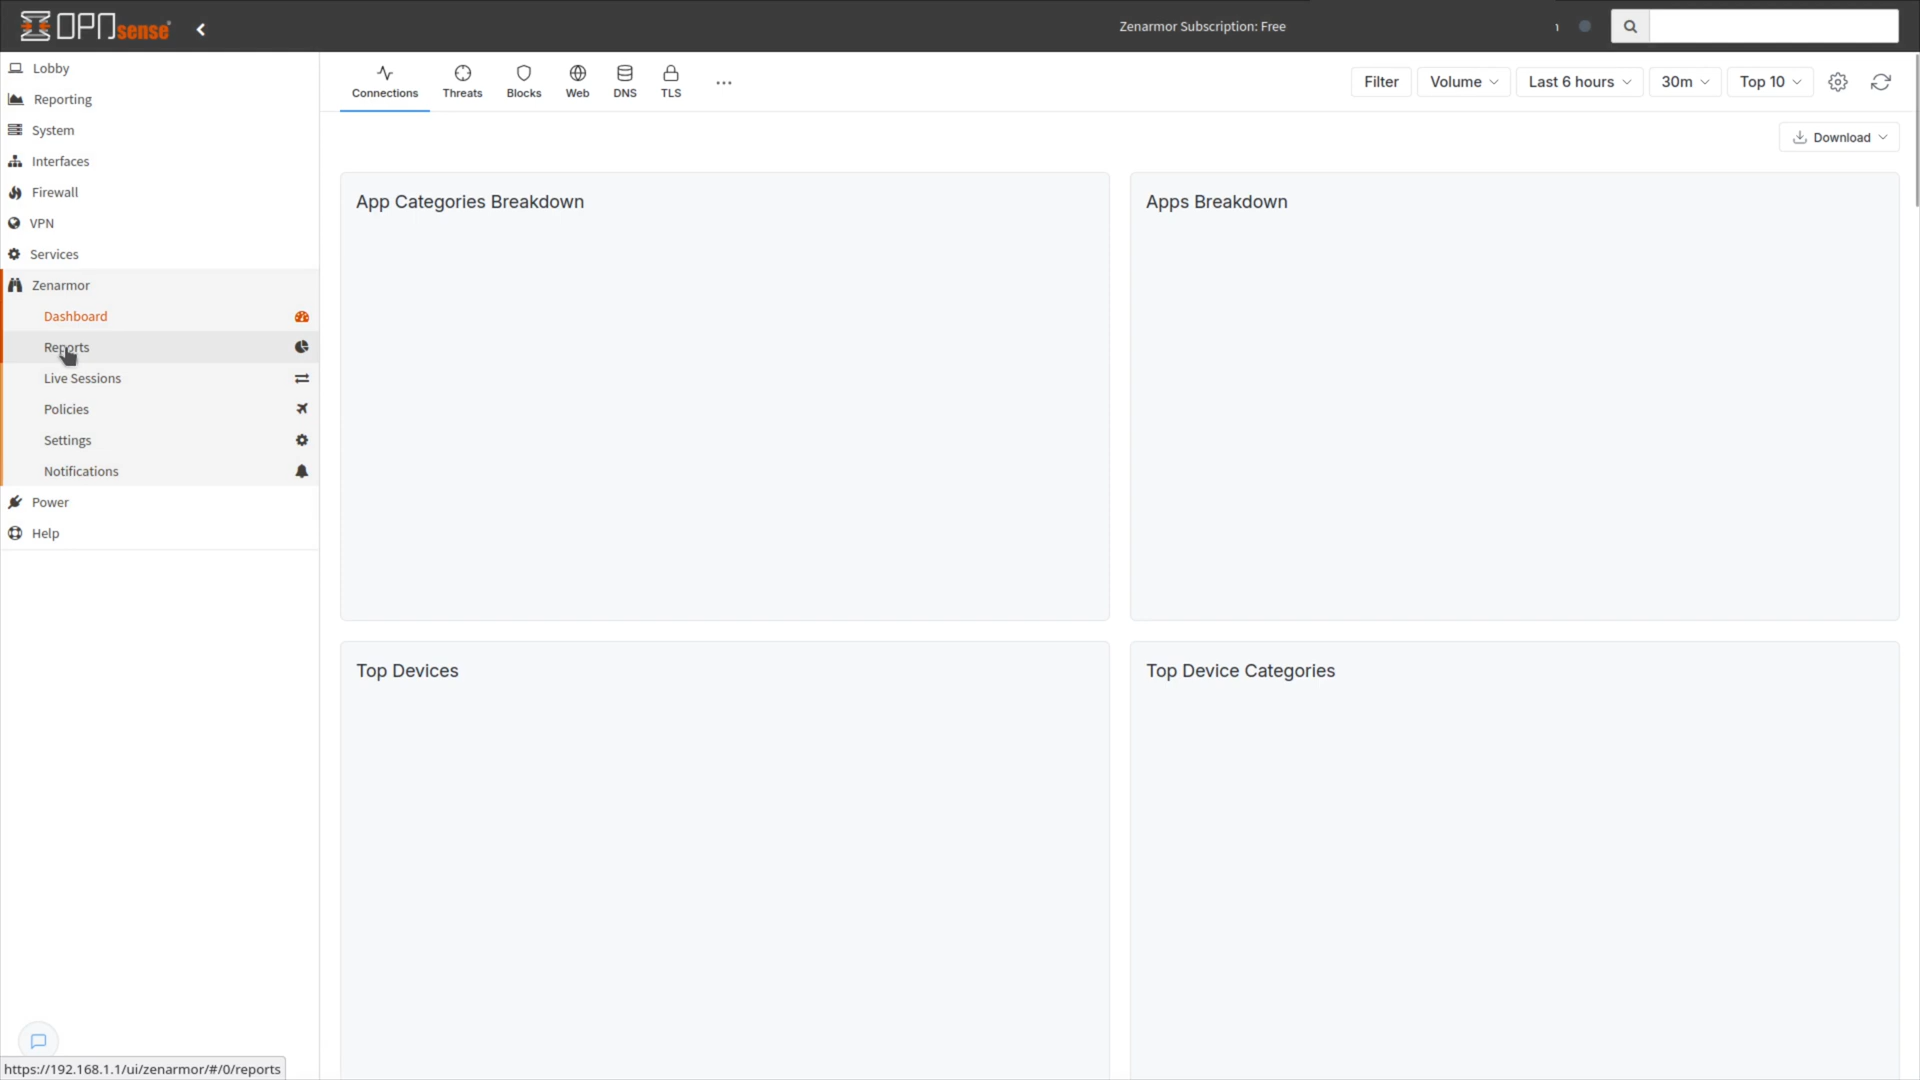 OPNsense
Zenarmor Subscription: Free
Lobby
Reporting
System
Interfaces
Firewall
VPN
Services
Zenarmor
Dashboard
Reports
Live Sessions
Policies
Settings
Notifications
Power
Help
Connections
Threats
Blocks
Web
DNS
TLS
...
Filter
Volume
Last 6 hours
30m
Top 10
Download
App Categories Breakdown
Apps Breakdown
Top Devices
Top Device Categories
https://192.168.1.1/ui/zenarmor/#/0/reports